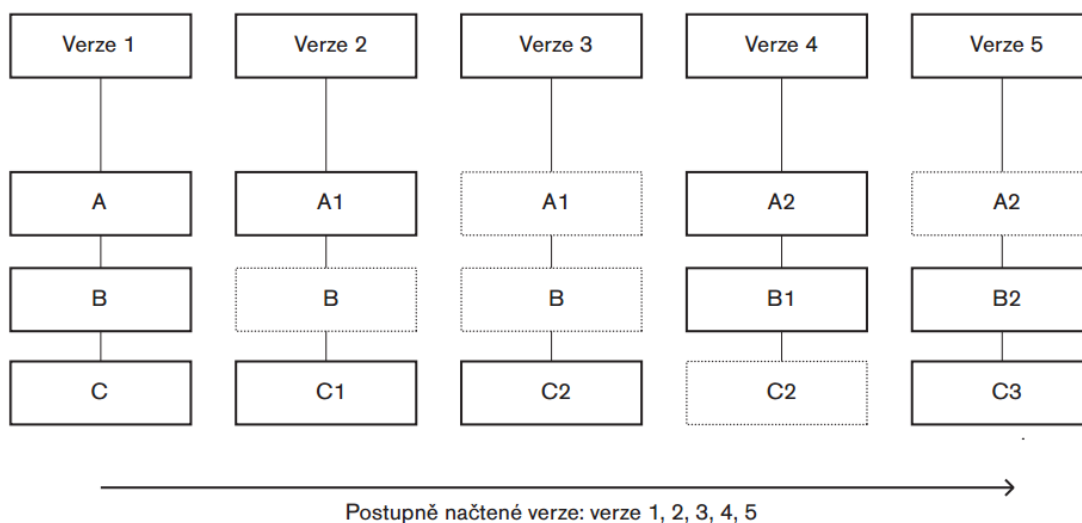 Verze 1 Verze 2 Verze 3 Verze 4 Verze 5
A A1 A1 A2 A2
B B B B1 B2
C C1 C2 C2 C3
Postupně načtené verze: verze 1, 2, 3, 4, 5